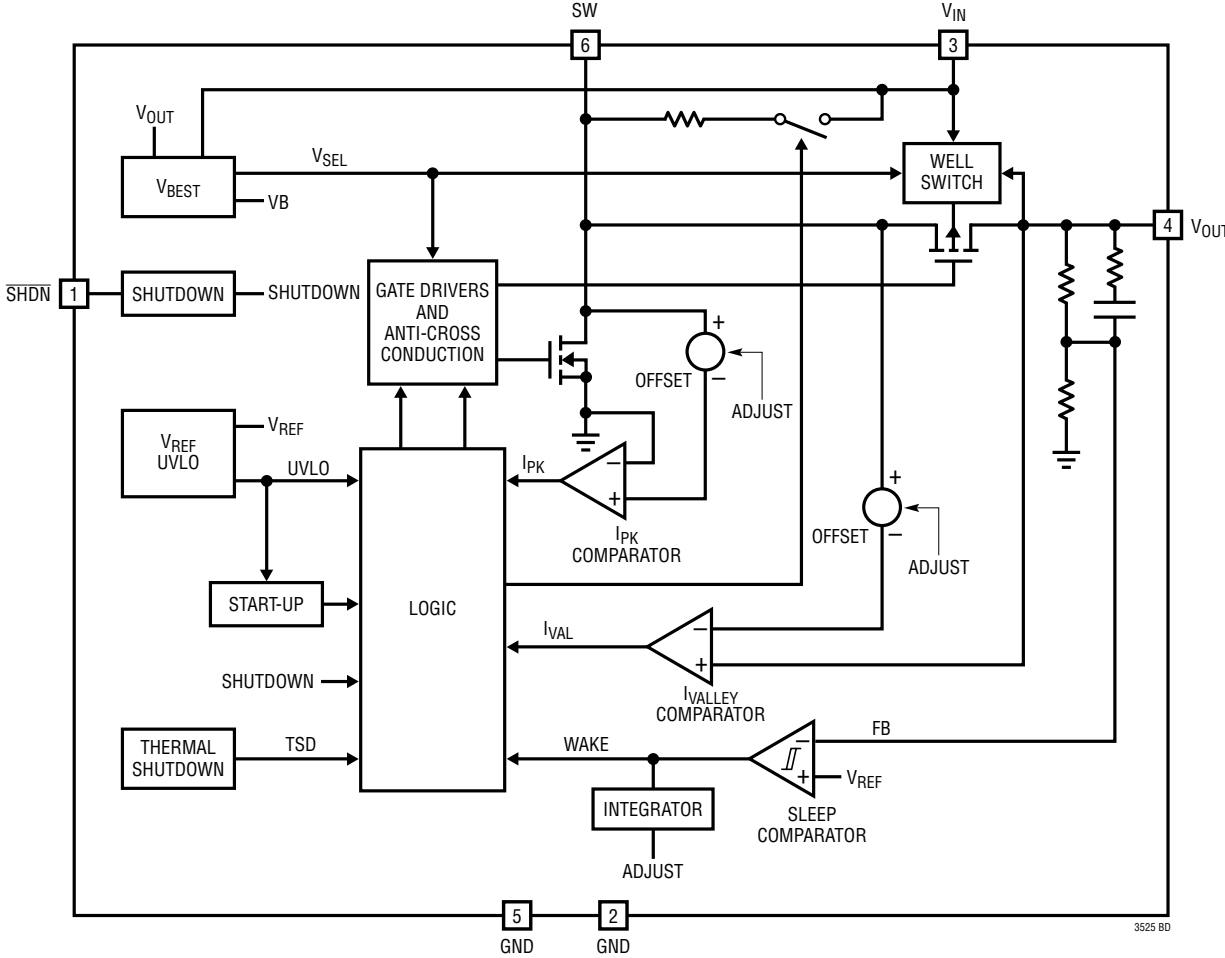 SW
VIN
6
3
VOUT
VBEST
VSEL
VB
WELL
SWITCH
4
VOUT
SHDN
1
SHUTDOWN
SHUTDOWN
GATE DRIVERS
AND
ANTI-CROSS
CONDUCTION
+
OFFSET
–
ADJUST
VREF
UVLO
VREF
UVLO
IPK
–
+
IPK
COMPARATOR
+
OFFSET
–
ADJUST
START-UP
LOGIC
IVAL
–
+
IVALLEY
COMPARATOR
SHUTDOWN
THERMAL
SHUTDOWN
TSD
WAKE
–
+
FB
VREF
SLEEP
COMPARATOR
INTEGRATOR
ADJUST
5
2
GND
GND
3525 BD